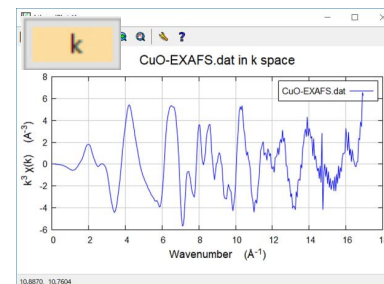 k
?
CuO-EXAFS.dat in k space
CuO-EXAFS.dat
8
6
4
2
0
-2
-4
-6
k³ χ(k) (Å⁻³)
0 2 4 6 8 10 12 14 16 18
Wavenumber (Å⁻¹)
10.8870, 10.7604